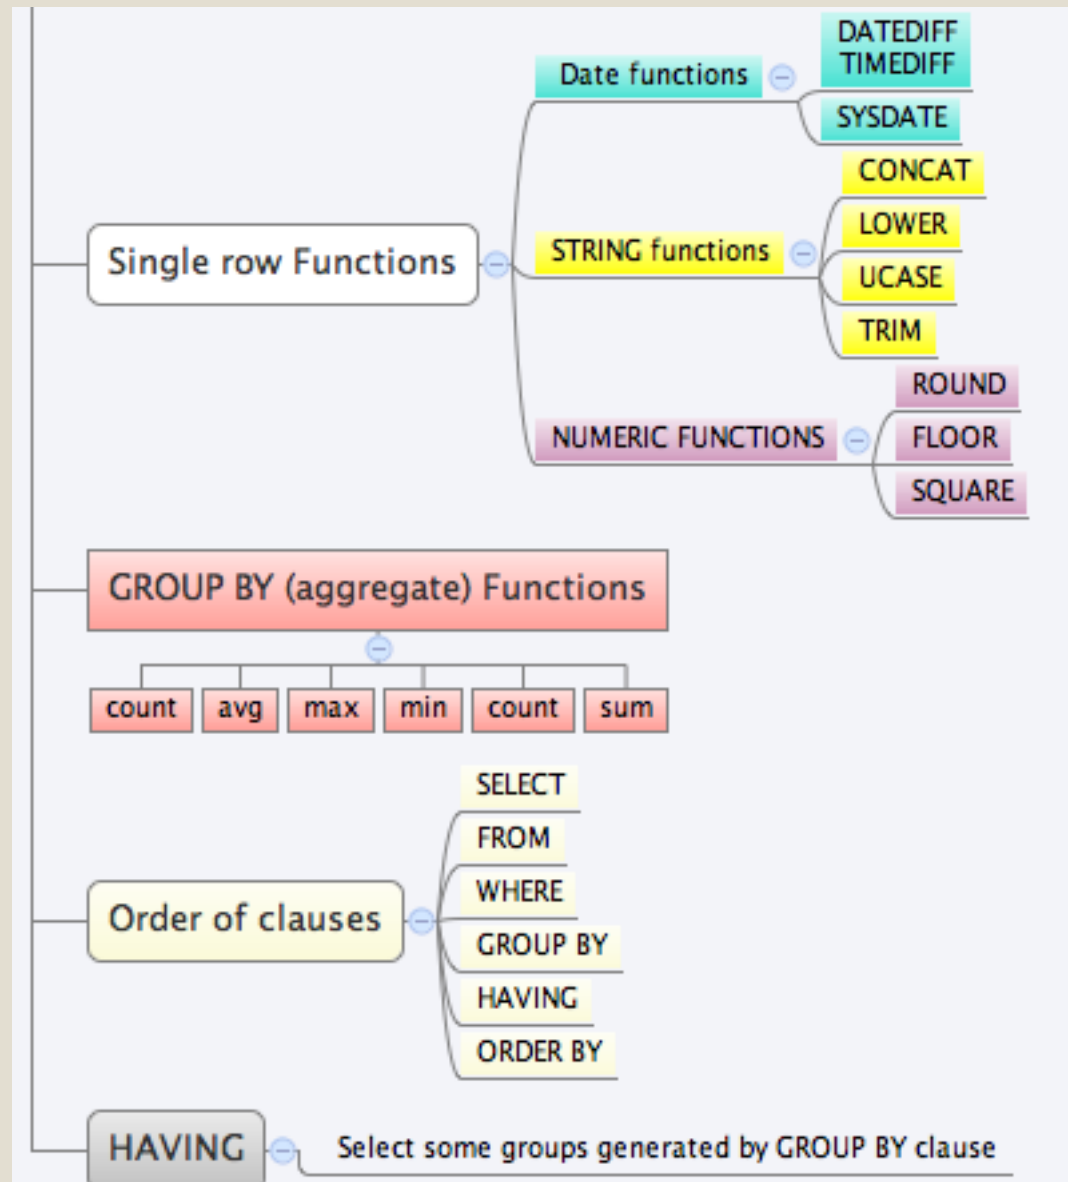 Single row Functions
Date functions
DATEDIFF
TIMEDIFF
SYSDATE
STRING functions
CONCAT
LOWER
UCASE
TRIM
NUMERIC FUNCTIONS
ROUND
FLOOR
SQUARE
GROUP BY (aggregate) Functions
count avg max min count sum
Order of clauses
SELECT
FROM
WHERE
GROUP BY
HAVING
ORDER BY
HAVING
Select some groups generated by GROUP BY clause